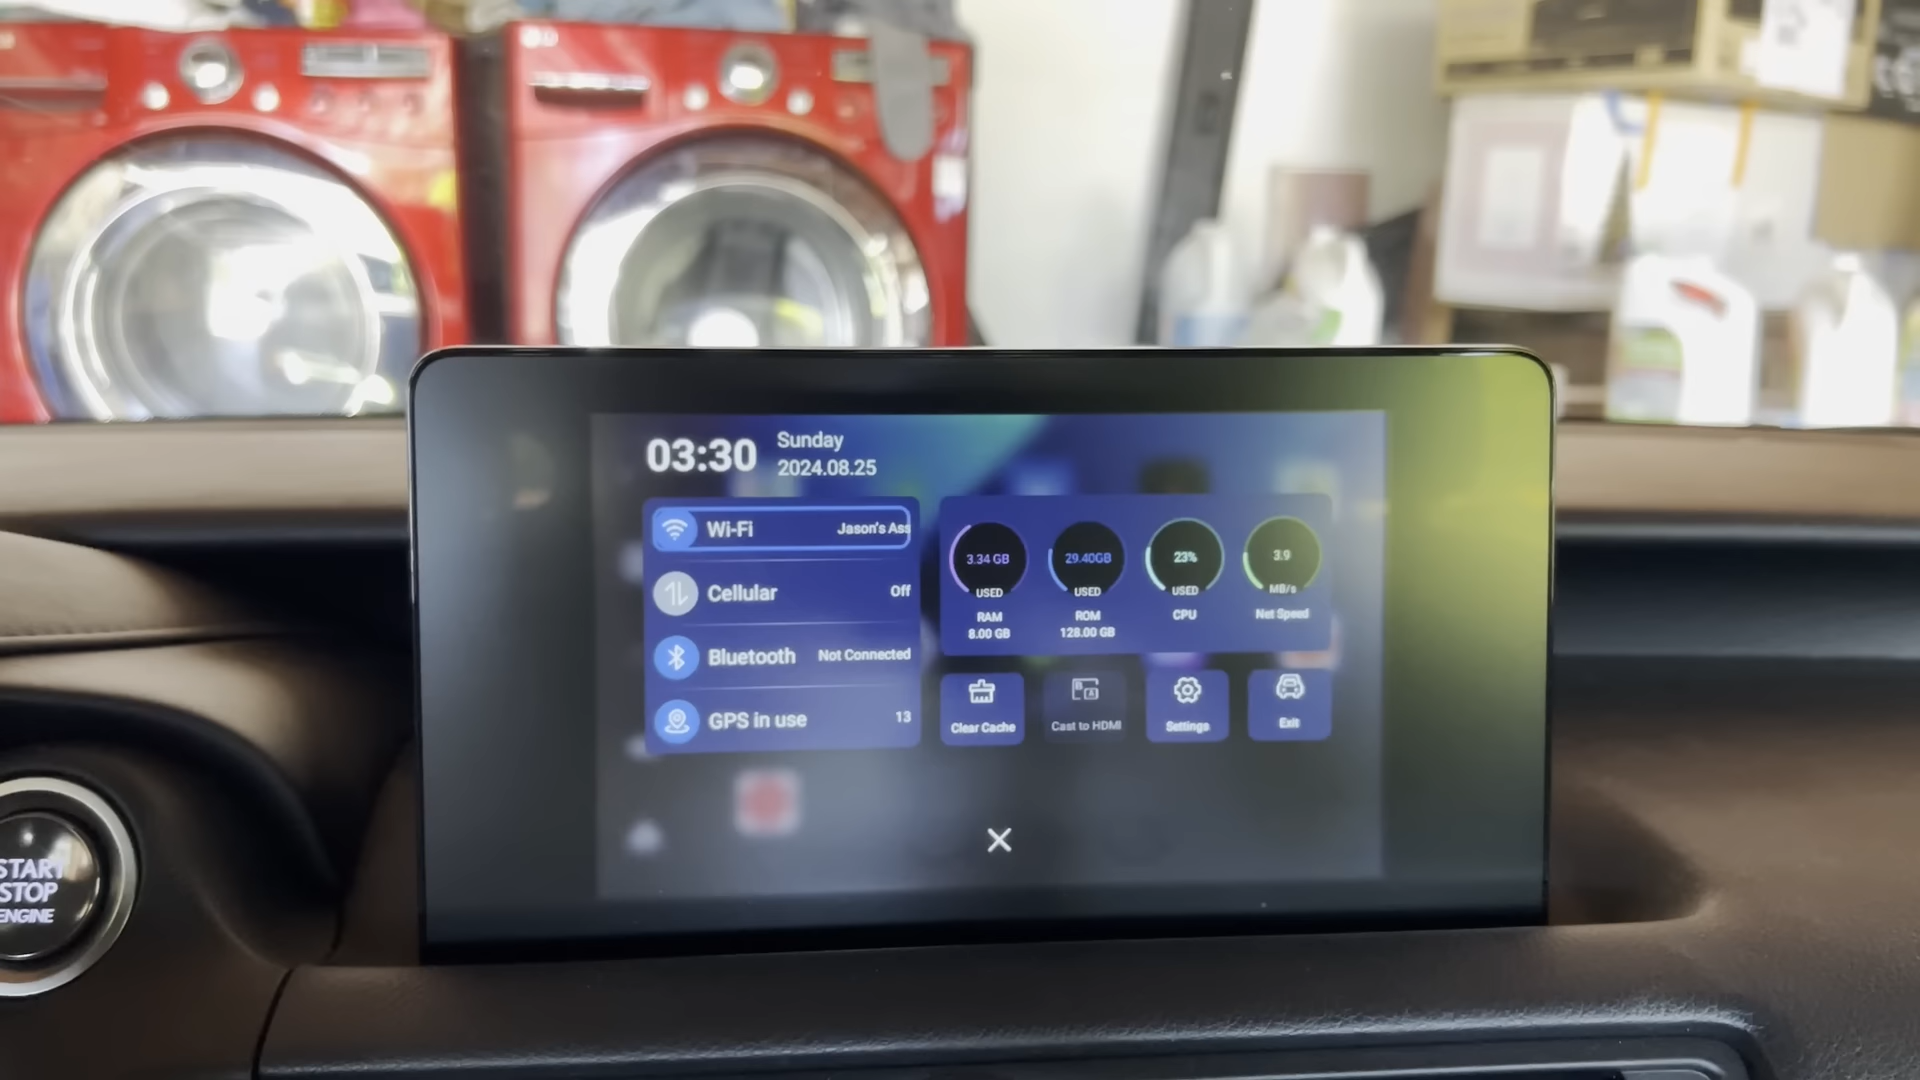 03:30
Sunday
2024.08.25
Wi-Fi
Jason's Ass
Cellular
Off
Bluetooth
Not Connected
GPS in use
13
3.34 GB
USED
RAM
8.00 GB
29.40GB
USED
ROM
128.00 GB
23%
USED
CPU
3.9
MB/s
Net Speed
Clear Cache
Cast to HDMI
Settings
Exit
START
STOP
ENGINE